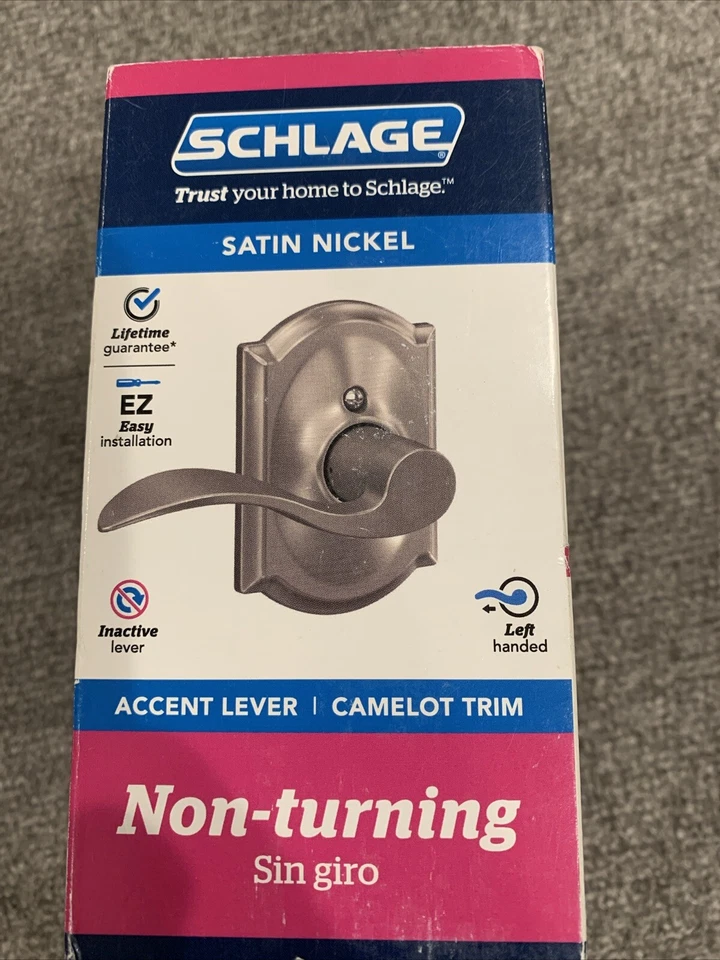 SCHLAGE®
Trust your home to Schlage.™
SATIN NICKEL
Lifetime
guarantee*
EZ
Easy
installation
Inactive
lever
Left
handed
ACCENT LEVER | CAMELOT TRIM
Non-turning
Sin giro